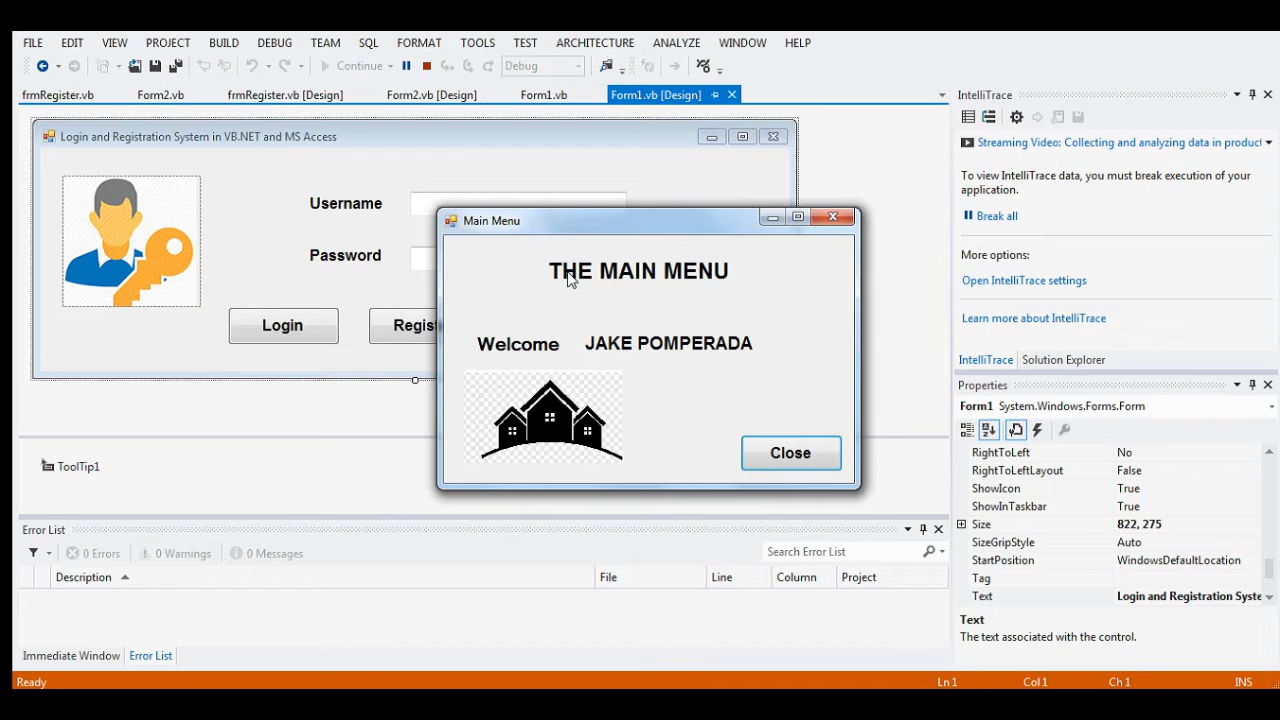 FILE EDIT VIEW PROJECT BUILD DEBUG TEAM SQL FORMAT TOOLS TEST ARCHITECTURE ANALYZE WINDOW HELP
Continue Debug
frmRegister.vb Form2.vb frmRegister.vb [Design] Form2.vb [Design] Form1.vb Form1.vb [Design]
Login and Registration System in VB.NET and MS Access
Username
Password
Login
Regist
Main Menu
THE MAIN MENU
Welcome JAKE POMPERADA
Close
ToolTip1
Error List
0 Errors 0 Warnings 0 Messages Search Error List
Description File Line Column Project
Immediate Window Error List
IntelliTrace
Streaming Video: Collecting and analyzing data in product
To view IntelliTrace data, you must break execution of your
application.
Break all
More options:
Open IntelliTrace settings
Learn more about IntelliTrace
IntelliTrace Solution Explorer
Properties
Form1 System.Windows.Forms.Form
RightToLeft No
RightToLeftLayout False
ShowIcon True
ShowInTaskbar True
Size 822, 275
SizeGripStyle Auto
StartPosition WindowsDefaultLocation
Tag
Text Login and Registration Syste
Text
The text associated with the control.
Ready Ln 1 Col 1 Ch 1 INS